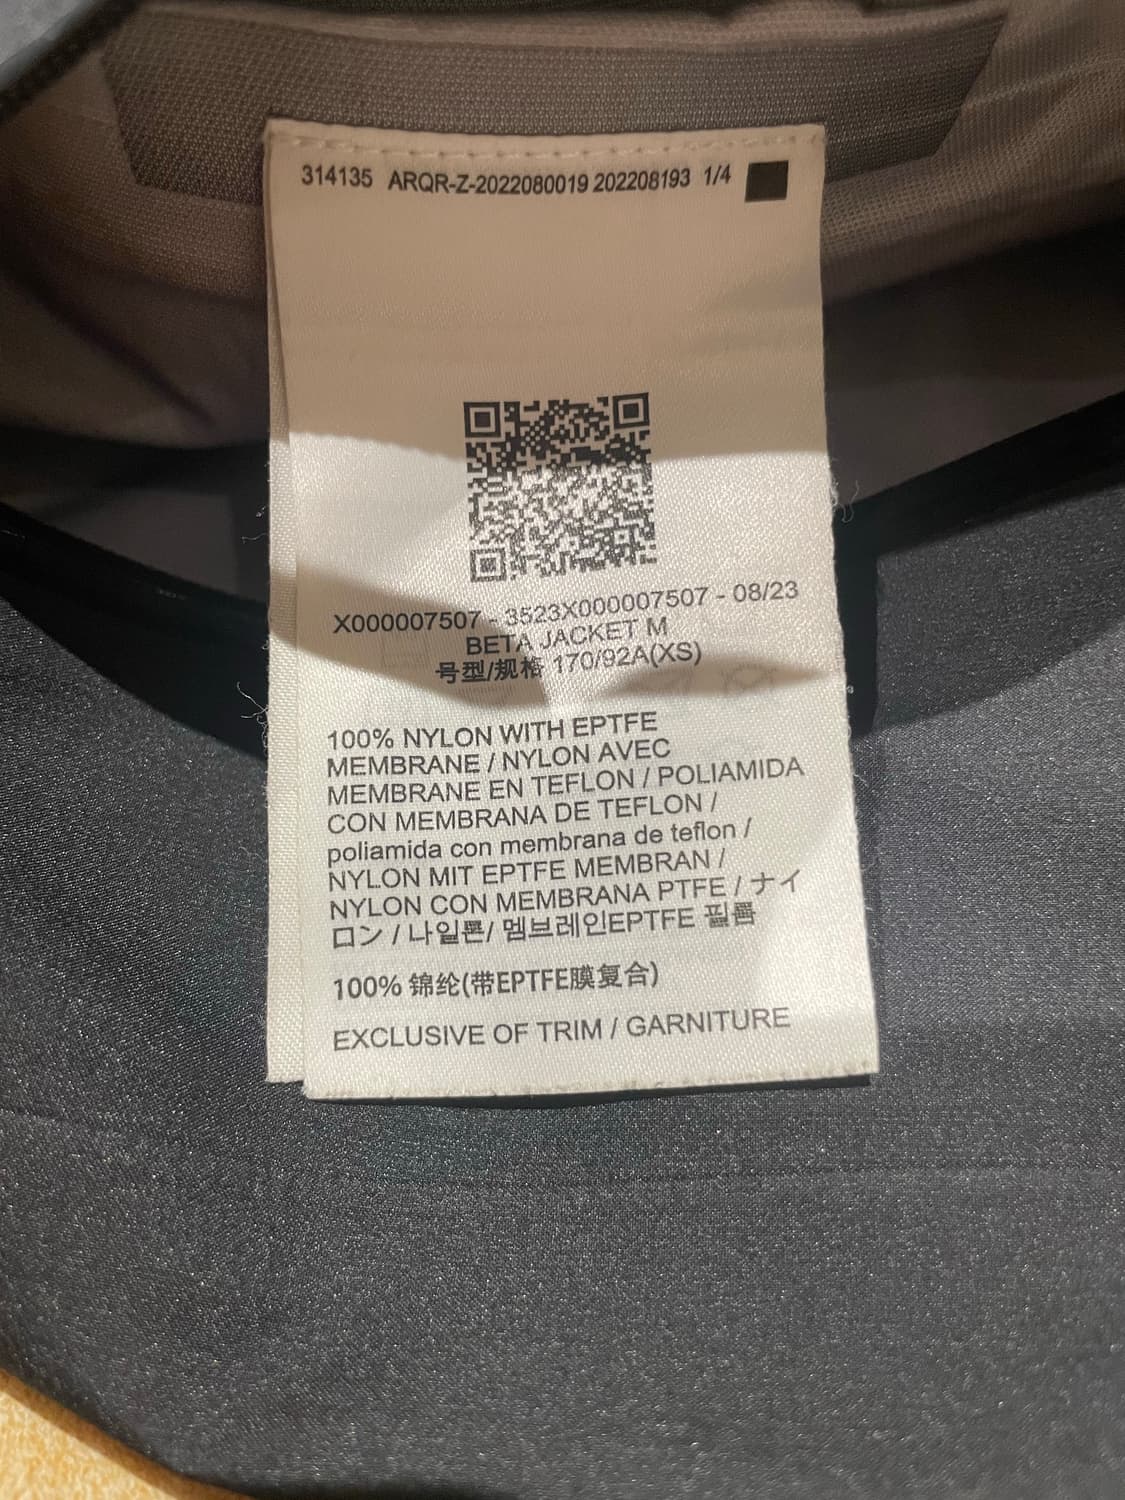 314135 ARQR-Z-2022080019 202208193 1/4
X000007507 - 3523X000007507 - 08/23
BETA JACKET M
号型/规格 170/92A(XS)
100% NYLON WITH EPTFE
MEMBRANE / NYLON AVEC
MEMBRANE EN TEFLON / POLIAMIDA
CON MEMBRANA DE TEFLON /
poliamida con membrana de teflon /
NYLON MIT EPTFE MEMBRAN /
NYLON CON MEMBRANA PTFE / ナイ
ロン / 나일론/ 멤브레인EPTFE 필름
100% 锦纶(带EPTFE膜复合)
EXCLUSIVE OF TRIM / GARNITURE